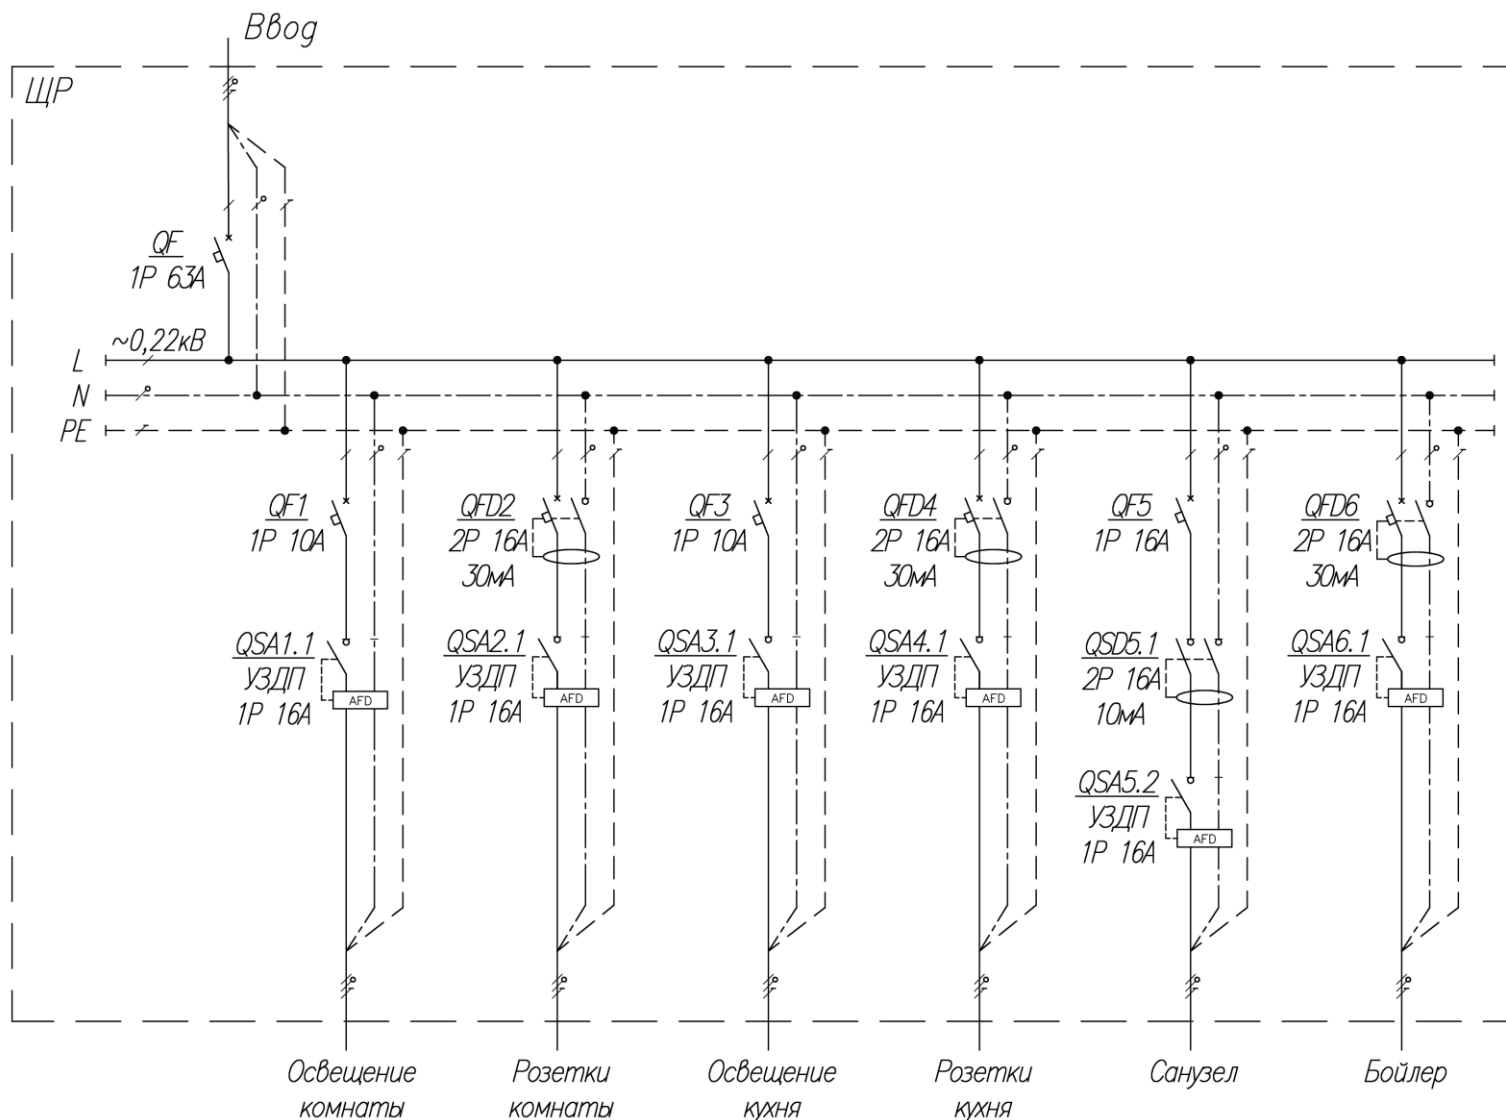 Ввод
ЩР
QF
1P 63A
~0,22кВ
L
N
PE
QF1
1P 10A
QFD2
2P 16A
30мА
QF3
1P 10A
QFD4
2P 16A
30мА
QF5
1P 16A
QFD6
2P 16A
30мА
QSA1.1
УЗДП
1P 16A
AFD
QSA2.1
УЗДП
1P 16A
AFD
QSA3.1
УЗДП
1P 16A
AFD
QSA4.1
УЗДП
1P 16A
AFD
QSD5.1
2P 16A
10мА
QSA6.1
УЗДП
1P 16A
AFD
QSA5.2
УЗДП
1P 16A
AFD
Освещение
комнаты
Розетки
комнаты
Освещение
кухня
Розетки
кухня
Санузел
Бойлер